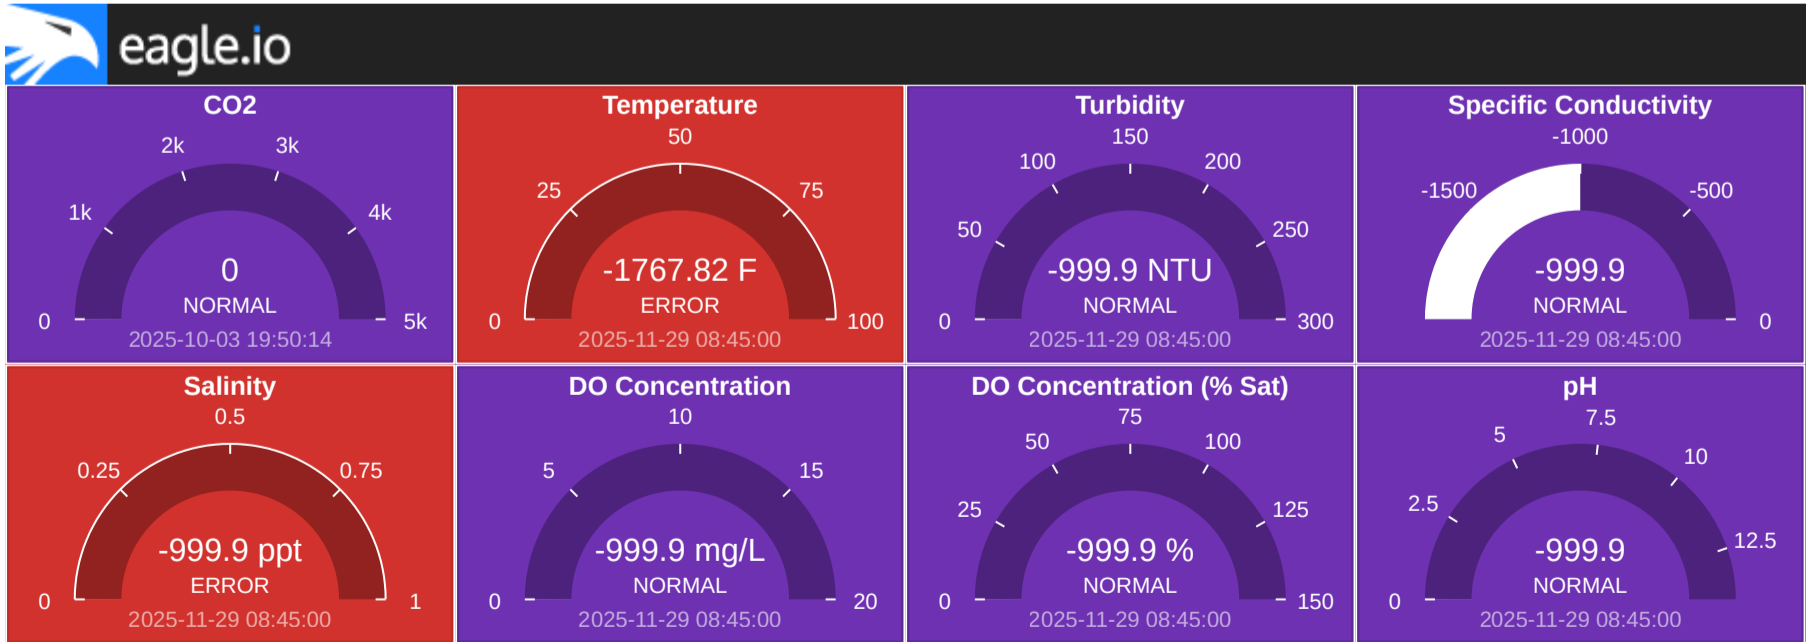 eagle.io
CO2
0
1k
2k
3k
4k
5k
0
NORMAL
2025-10-03 19:50:14
Temperature
0
25
50
75
100
-1767.82 F
ERROR
2025-11-29 08:45:00
Turbidity
0
50
100
150
200
250
300
-999.9 NTU
NORMAL
2025-11-29 08:45:00
Specific Conductivity
-1500
-1000
-500
0
-999.9
NORMAL
2025-11-29 08:45:00
Salinity
0
0.25
0.5
0.75
1
-999.9 ppt
ERROR
2025-11-29 08:45:00
DO Concentration
0
5
10
15
20
-999.9 mg/L
NORMAL
2025-11-29 08:45:00
DO Concentration (% Sat)
0
25
50
75
100
125
150
-999.9 %
NORMAL
2025-11-29 08:45:00
pH
0
2.5
5
7.5
10
12.5
-999.9
NORMAL
2025-11-29 08:45:00